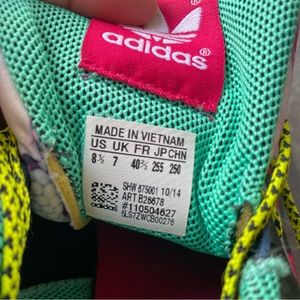 adidas®
MADE IN VIETNAM
US UK FR JP CHN
8½ 7 40⅔ 255 250
SHW 675001 10/14
ART B26678
#110504627
adidas